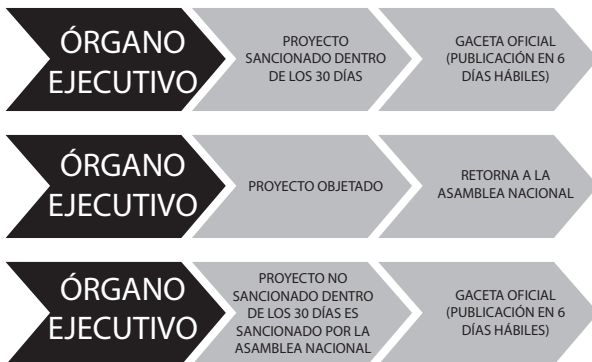 ÓRGANO
EJECUTIVO
PROYECTO
SANCIONADO DENTRO
DE LOS 30 DÍAS
GACETA OFICIAL
(PUBLICACIÓN EN 6
DÍAS HÁBILES)
ÓRGANO
EJECUTIVO
PROYECTO OBJETADO
RETORNA A LA
ASAMBLEA NACIONAL
ÓRGANO
EJECUTIVO
PROYECTO NO
SANCIONADO DENTRO
DE LOS 30 DÍAS ES
SANCIONADO POR LA
ASAMBLEA NACIONAL
GACETA OFICIAL
(PUBLICACIÓN EN 6
DÍAS HÁBILES)